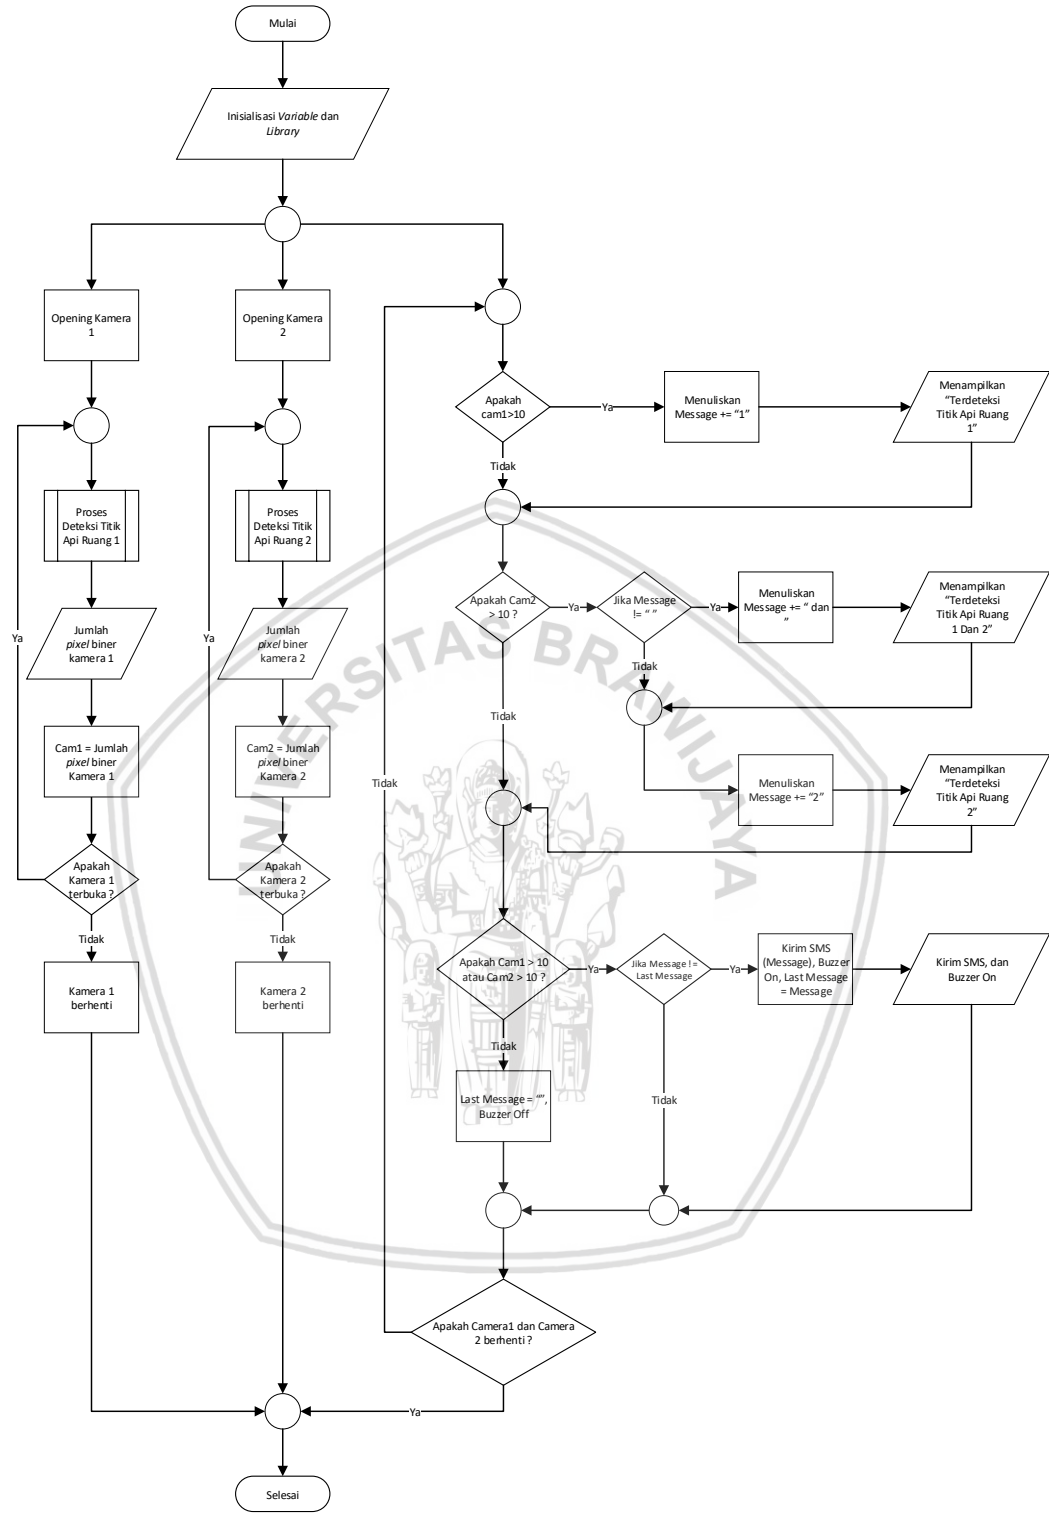 Mulai
Inisialisasi Variable dan
Library
Opening Kamera
1
Opening Kamera
2
Apakah
cam1>10
Ya
Menuliskan
Message += “1”
Menampilkan
“Terdeteksi
Titik Api Ruang
1”
Tidak
Proses
Deteksi Titik
Api Ruang 1
Proses
Deteksi Titik
Api Ruang 2
Apakah Cam2
> 10 ?
Ya
Jika Message
!= “ ”
Ya
Menuliskan
Message += “ dan
”
Menampilkan
“Terdeteksi
Titik Api Ruang
1 Dan 2”
Ya
Jumlah
pixel biner
kamera 1
Ya
Jumlah
pixel biner
kamera 2
Tidak
Tidak
Cam1 = Jumlah
pixel biner
Kamera 1
Cam2 = Jumlah
pixel biner
Kamera 2
Tidak
Menuliskan
Message += “2”
Menampilkan
“Terdeteksi
Titik Api Ruang
2”
Apakah
Kamera 1
terbuka ?
Apakah
Kamera 2
terbuka ?
Tidak
Tidak
Apakah Cam1 > 10
atau Cam2 > 10 ?
Ya
Jika Message !=
Last Message
Ya
Kirim SMS
(Message), Buzzer
On, Last Message
= Message
Kirim SMS, dan
Buzzer On
Kamera 1
berhenti
Kamera 2
berhenti
Tidak
Last Message = “”,
Buzzer Off
Tidak
Apakah Camera1 dan Camera
2 berhenti ?
Ya
Selesai
UNIVERSITAS BRAWIJAYA